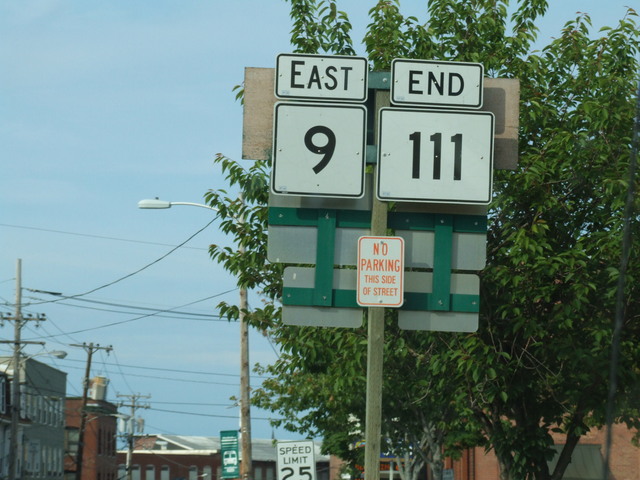 EAST
9
END
111
NO
PARKING
THIS SIDE
OF STREET
SPEED
LIMIT
25